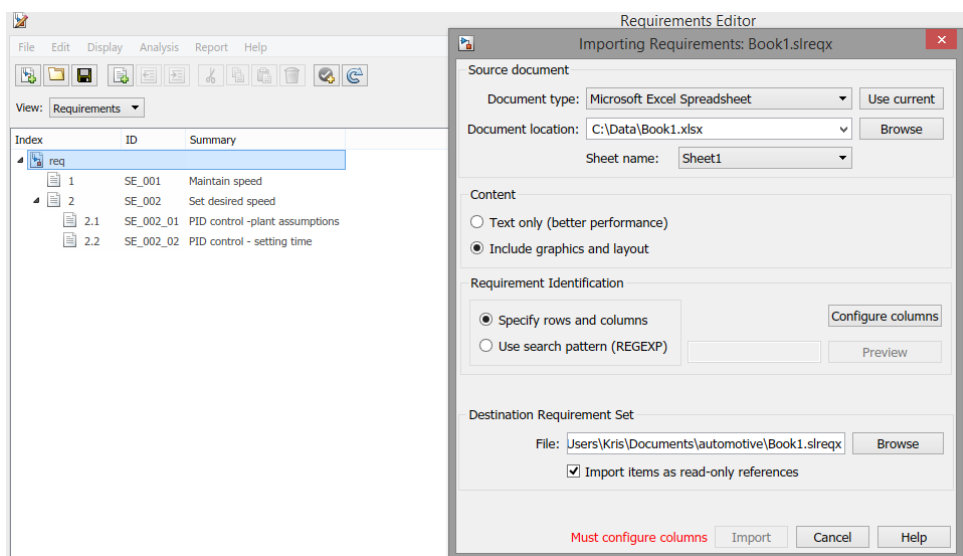 Requirements Editor
File Edit Display Analysis Report Help
View: Requirements
Index ID Summary
req
1 SE_001 Maintain speed
2 SE_002 Set desired speed
2.1 SE_002_01 PID control -plant assumptions
2.2 SE_002_02 PID control - setting time
Importing Requirements: Book1.slreqx
Source document
Document type: Microsoft Excel Spreadsheet Use current
Document location: C:\Data\Book1.xlsx Browse
Sheet name: Sheet1
Content
Text only (better performance)
Include graphics and layout
Requirement Identification
Specify rows and columns Configure columns
Use search pattern (REGEXP) Preview
Destination Requirement Set
File: Users\Kris\Documents\automotive\Book1.slreqx Browse
Import items as read-only references
Must configure columns Import Cancel Help